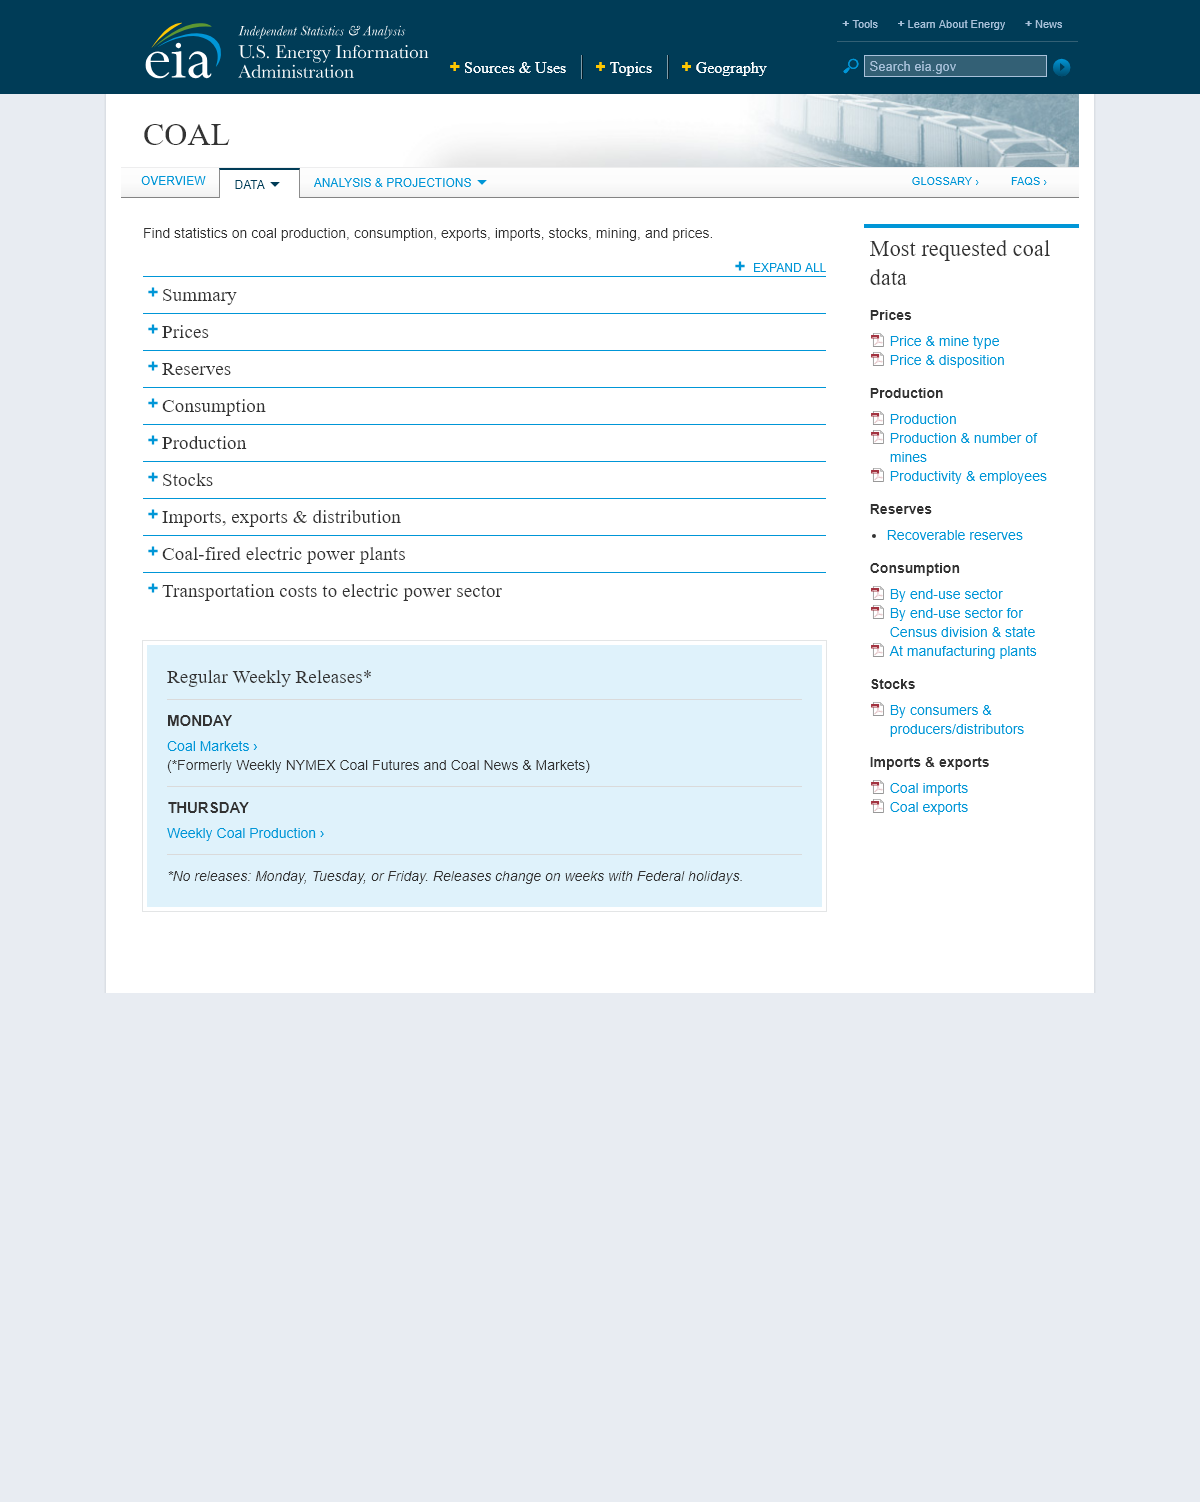 eia
Independent Statistics & Analysis
U.S. Energy Information
Administration
+ Sources & Uses
+ Topics
+ Geography
+ Tools
+ Learn About Energy
+ News
Search eia.gov
COAL
OVERVIEW
DATA
ANALYSIS & PROJECTIONS
GLOSSARY ›
FAQS ›
Find statistics on coal production, consumption, exports, imports, stocks, mining, and prices.
+ EXPAND ALL
+ Summary
+ Prices
+ Reserves
+ Consumption
+ Production
+ Stocks
+ Imports, exports & distribution
+ Coal-fired electric power plants
+ Transportation costs to electric power sector
Regular Weekly Releases*
MONDAY
Coal Markets ›
(*Formerly Weekly NYMEX Coal Futures and Coal News & Markets)
THURSDAY
Weekly Coal Production ›
*No releases: Monday, Tuesday, or Friday. Releases change on weeks with Federal holidays.
Most requested coal
data
Prices
Price & mine type
Price & disposition
Production
Production
Production & number of
mines
Productivity & employees
Reserves
• Recoverable reserves
Consumption
By end-use sector
By end-use sector for
Census division & state
At manufacturing plants
Stocks
By consumers &
producers/distributors
Imports & exports
Coal imports
Coal exports